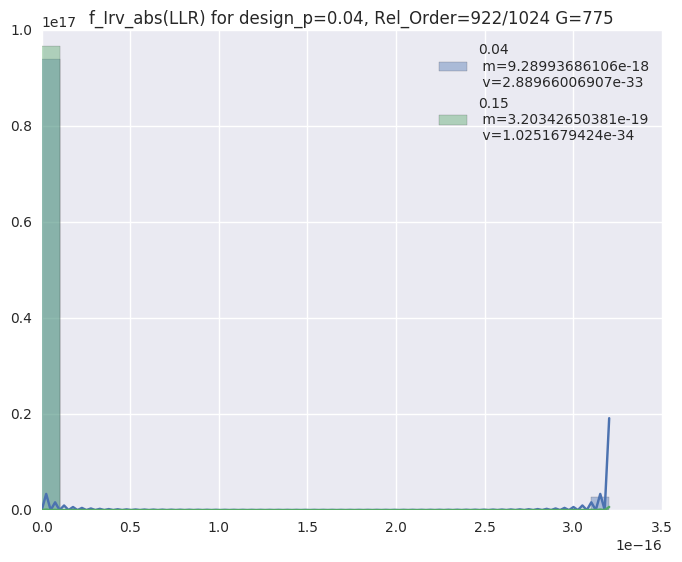 f_Irv_abs(LLR) for design_p=0.04, Rel_Order=922/1024 G=775
1e17
1.0
0.8
0.6
0.4
0.2
0.0
0.04
m=9.28993686106e-18
v=2.88966006907e-33
0.15
m=3.20342650381e-19
v=1.0251679424e-34
0.0 0.5 1.0 1.5 2.0 2.5 3.0 3.5
1e−16